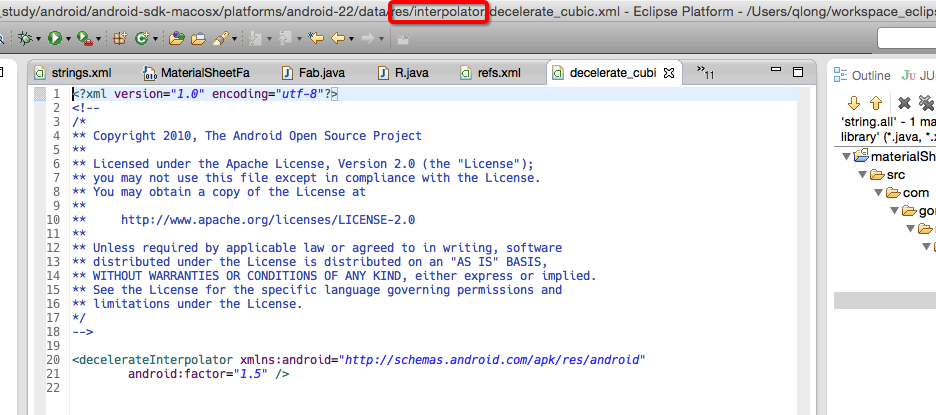 _study/android/android-sdk-macosx/platforms/android-22/data/res/interpolator/decelerate_cubic.xml - Eclipse Platform - /Users/qlong/workspace_eclips
strings.xml MaterialSheetFa Fab.java R.java refs.xml decelerate_cubi »11
Outline JU
1 <?xml version="1.0" encoding="utf-8"?>
2 <!--
3 /*
4 ** Copyright 2010, The Android Open Source Project
5 **
6 ** Licensed under the Apache License, Version 2.0 (the "License");
7 ** you may not use this file except in compliance with the License.
8 ** You may obtain a copy of the License at
9 **
10 **     http://www.apache.org/licenses/LICENSE-2.0
11 **
12 ** Unless required by applicable law or agreed to in writing, software
13 ** distributed under the License is distributed on an "AS IS" BASIS,
14 ** WITHOUT WARRANTIES OR CONDITIONS OF ANY KIND, either express or implied.
15 ** See the License for the specific language governing permissions and
16 ** limitations under the License.
17 */
18 -->
19
20 <decelerateInterpolator xmlns:android="http://schemas.android.com/apk/res/android"
21         android:factor="1.5" />
22
'string.all' - 1 ma
library' (*.java, *.
materialSh
src
com
go